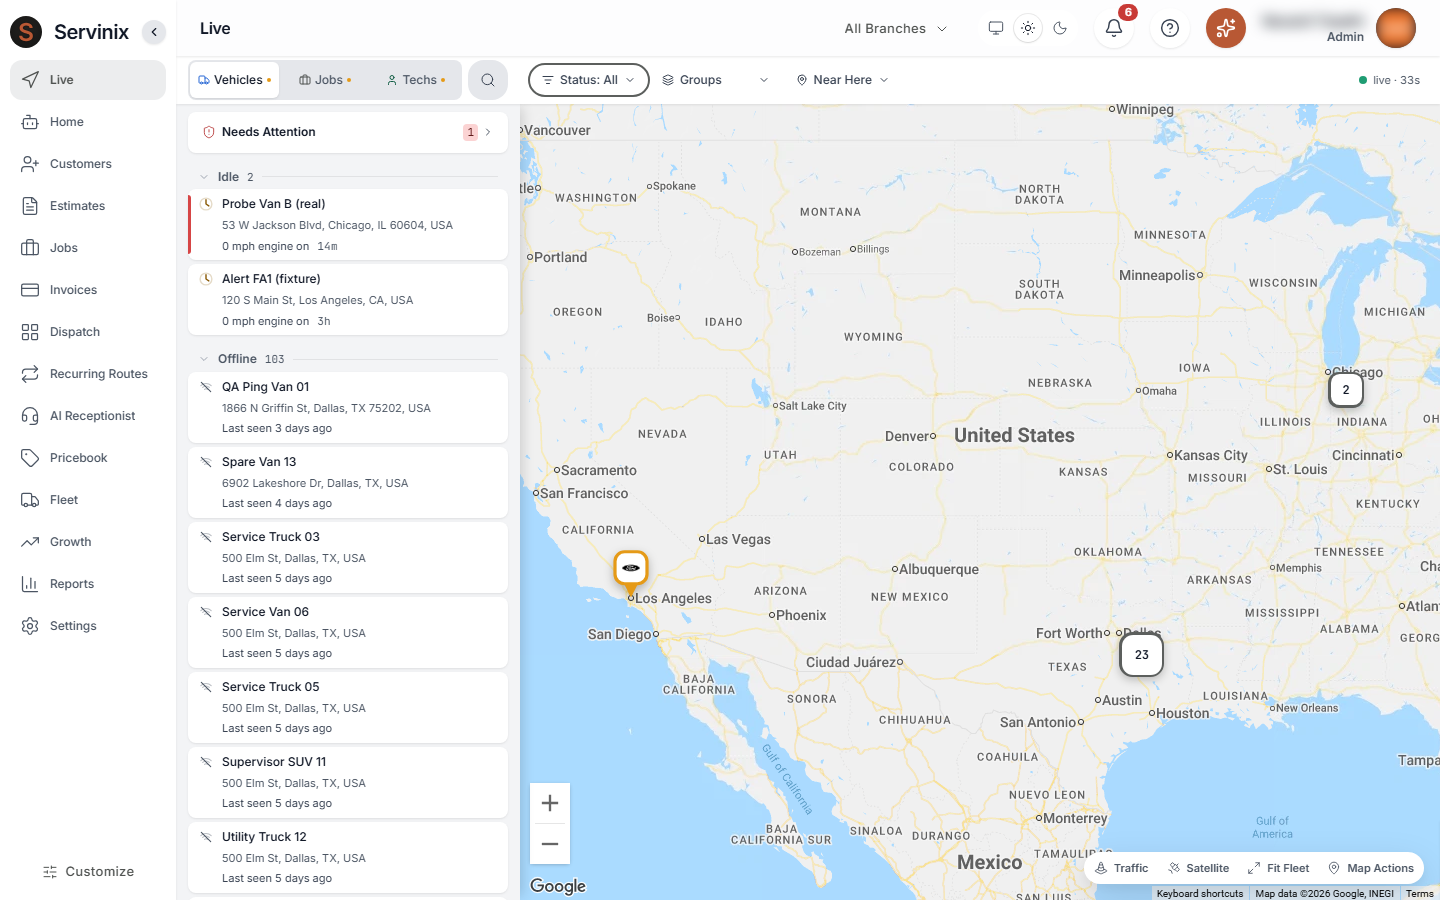 Servinix
Live
Home
Customers
Estimates
Jobs
Invoices
Dispatch
Recurring Routes
AI Receptionist
Pricebook
Fleet
Growth
Reports
Settings
Customize
Live
All Branches
6
Admin
Vehicles
Jobs
Techs
Status: All
Groups
Near Here
live · 33s
Needs Attention
1
Idle 2
Probe Van B (real)
53 W Jackson Blvd, Chicago, IL 60604, USA
0 mph engine on 14m
Alert FA1 (fixture)
120 S Main St, Los Angeles, CA, USA
0 mph engine on 3h
Offline 103
QA Ping Van 01
1866 N Griffin St, Dallas, TX 75202, USA
Last seen 3 days ago
Spare Van 13
6902 Lakeshore Dr, Dallas, TX, USA
Last seen 4 days ago
Service Truck 03
500 Elm St, Dallas, TX, USA
Last seen 5 days ago
Service Van 06
500 Elm St, Dallas, TX, USA
Last seen 5 days ago
Service Truck 05
500 Elm St, Dallas, TX, USA
Last seen 5 days ago
Supervisor SUV 11
500 Elm St, Dallas, TX, USA
Last seen 5 days ago
Utility Truck 12
500 Elm St, Dallas, TX, USA
Last seen 5 days ago
Winnipeg
Vancouver
Spokane
WASHINGTON
NORTH
DAKOTA
MONTANA
MINNESOTA
Bozeman
Billings
Portland
Minneapolis
WISCONSIN
SOUTH
DAKOTA
OREGON
Boise
IDAHO
MICHIGAN
WYOMING
IOWA
Chicago
2
NEBRASKA
Omaha
Salt Lake City
ILLINOIS
INDIANA
OH
NEVADA
Denver
United States
UTAH
COLORADO
KANSAS
Kansas City
Cincinnati
St. Louis
MISSOURI
Sacramento
San Francisco
KENTUCKY
CALIFORNIA
Las Vegas
OKLAHOMA
TENNESSEE
Albuquerque
Memphis
Cha
ARKANSAS
Los Angeles
ARIZONA
NEW MEXICO
Phoenix
MISSISSIPPI
Atlan
ALABAMA
GEORG
San Diego
Fort Worth
Dallas
23
Ciudad Juárez
TEXAS
BAJA
CALIFORNIA
SONORA
Austin
LOUISIANA
New Orleans
Houston
CHIHUAHUA
San Antonio
COAHUILA
Tampa
Gulf of California
NUEVO LEON
Monterrey
Gulf of
America
BAJA
CALIFORNIA SUR
SINALOA
DURANGO
Mexico
TAMAULIPAS
SAN LUIS
Traffic
Satellite
Fit Fleet
Map Actions
Google
Keyboard shortcuts
Map data ©2026 Google, INEGI
Terms